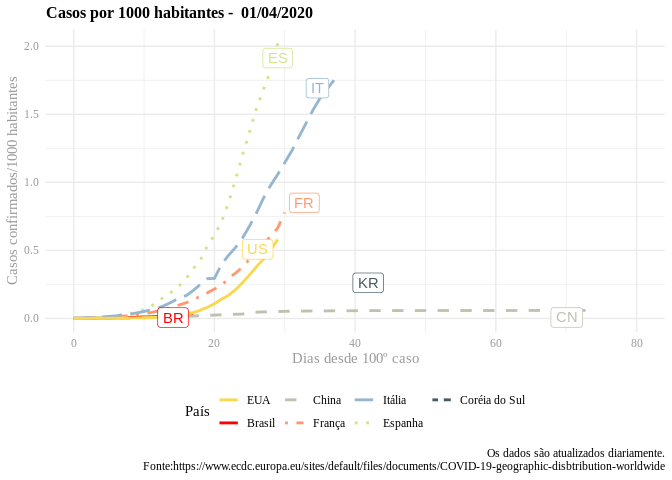 Casos por 1000 habitantes -  01/04/2020
Casos confirmados/1000 habitantes
2.0
1.5
1.0
0.5
0.0
ES
IT
FR
US
KR
BR
CN
0
20
40
60
80
Dias desde 100º caso
País
EUA
China
Itália
Coréia do Sul
Brasil
França
Espanha
Os dados são atualizados diariamente.
Fonte:https://www.ecdc.europa.eu/sites/default/files/documents/COVID-19-geographic-disbtribution-worldwide